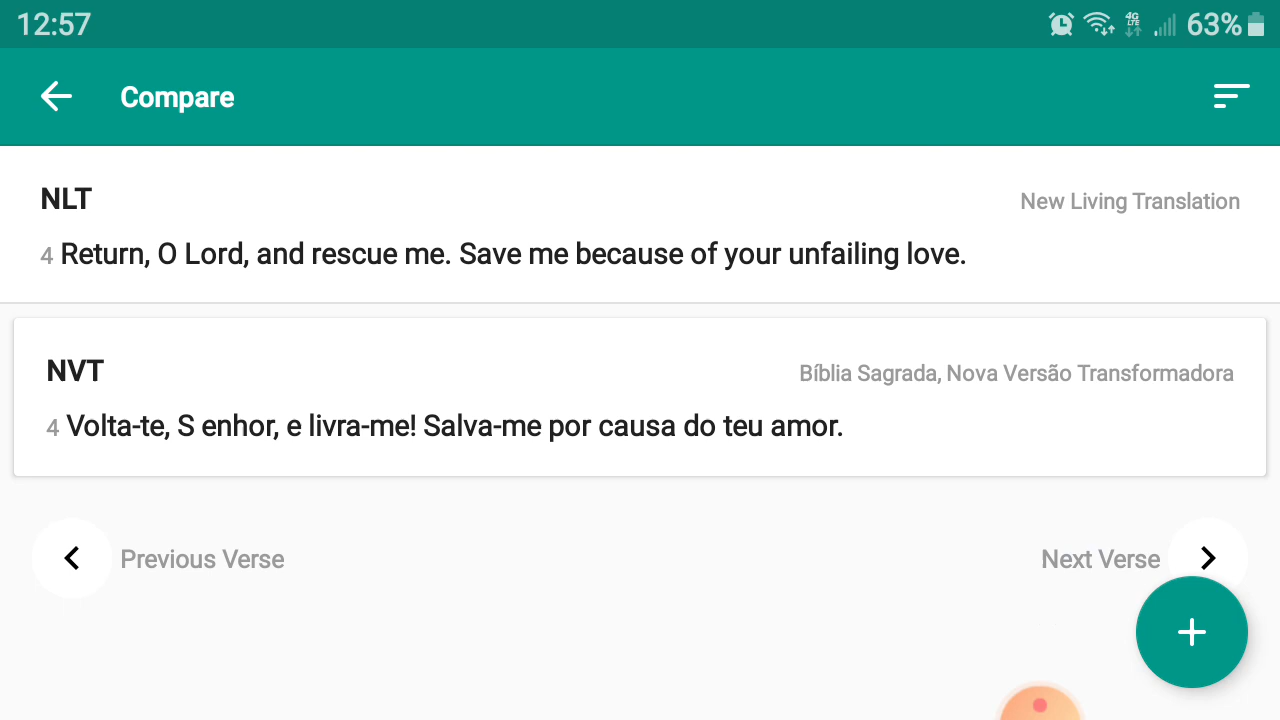 12:57
4G LTE 63%
Compare
NLT
New Living Translation
4 Return, O Lord, and rescue me. Save me because of your unfailing love.
NVT
Bíblia Sagrada, Nova Versão Transformadora
4 Volta-te, S enhor, e livra-me! Salva-me por causa do teu amor.
Previous Verse
Next Verse